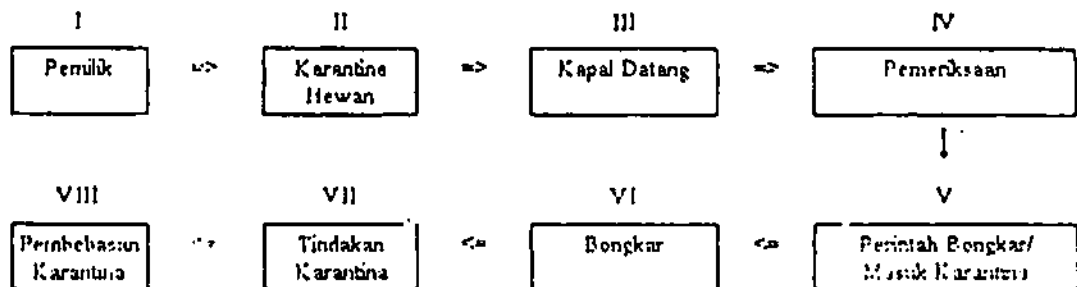 I II III IV
Pemilik => Karantina => Kapal Datang => Pemeriksaan
Hewan
VIII VII VI V
Pembebasan <= Tindakan <= Bongkar <= Perintah Bongkar/
Karantina Karantina Masuk Karantina